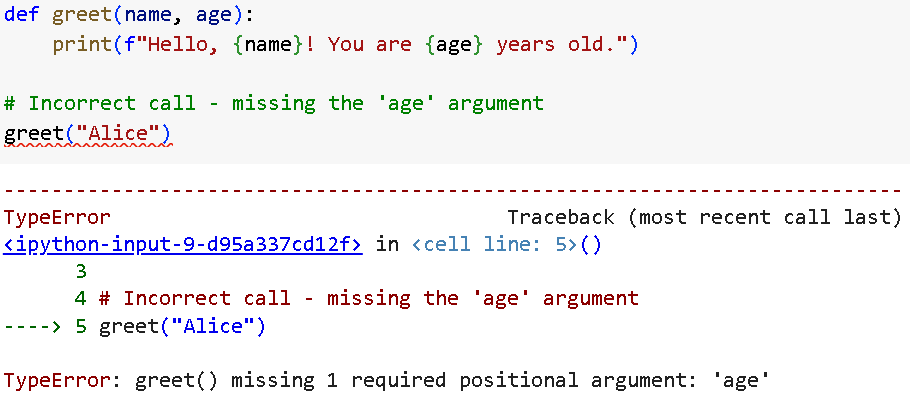 def greet(name, age):
    print(f"Hello, {name}! You are {age} years old.")

# Incorrect call - missing the 'age' argument
greet("Alice")
---------------------------------------------------------------------------
TypeError                                 Traceback (most recent call last)
<ipython-input-9-d95a337cd12f> in <cell line: 5>()
      3
      4 # Incorrect call - missing the 'age' argument
----> 5 greet("Alice")

TypeError: greet() missing 1 required positional argument: 'age'